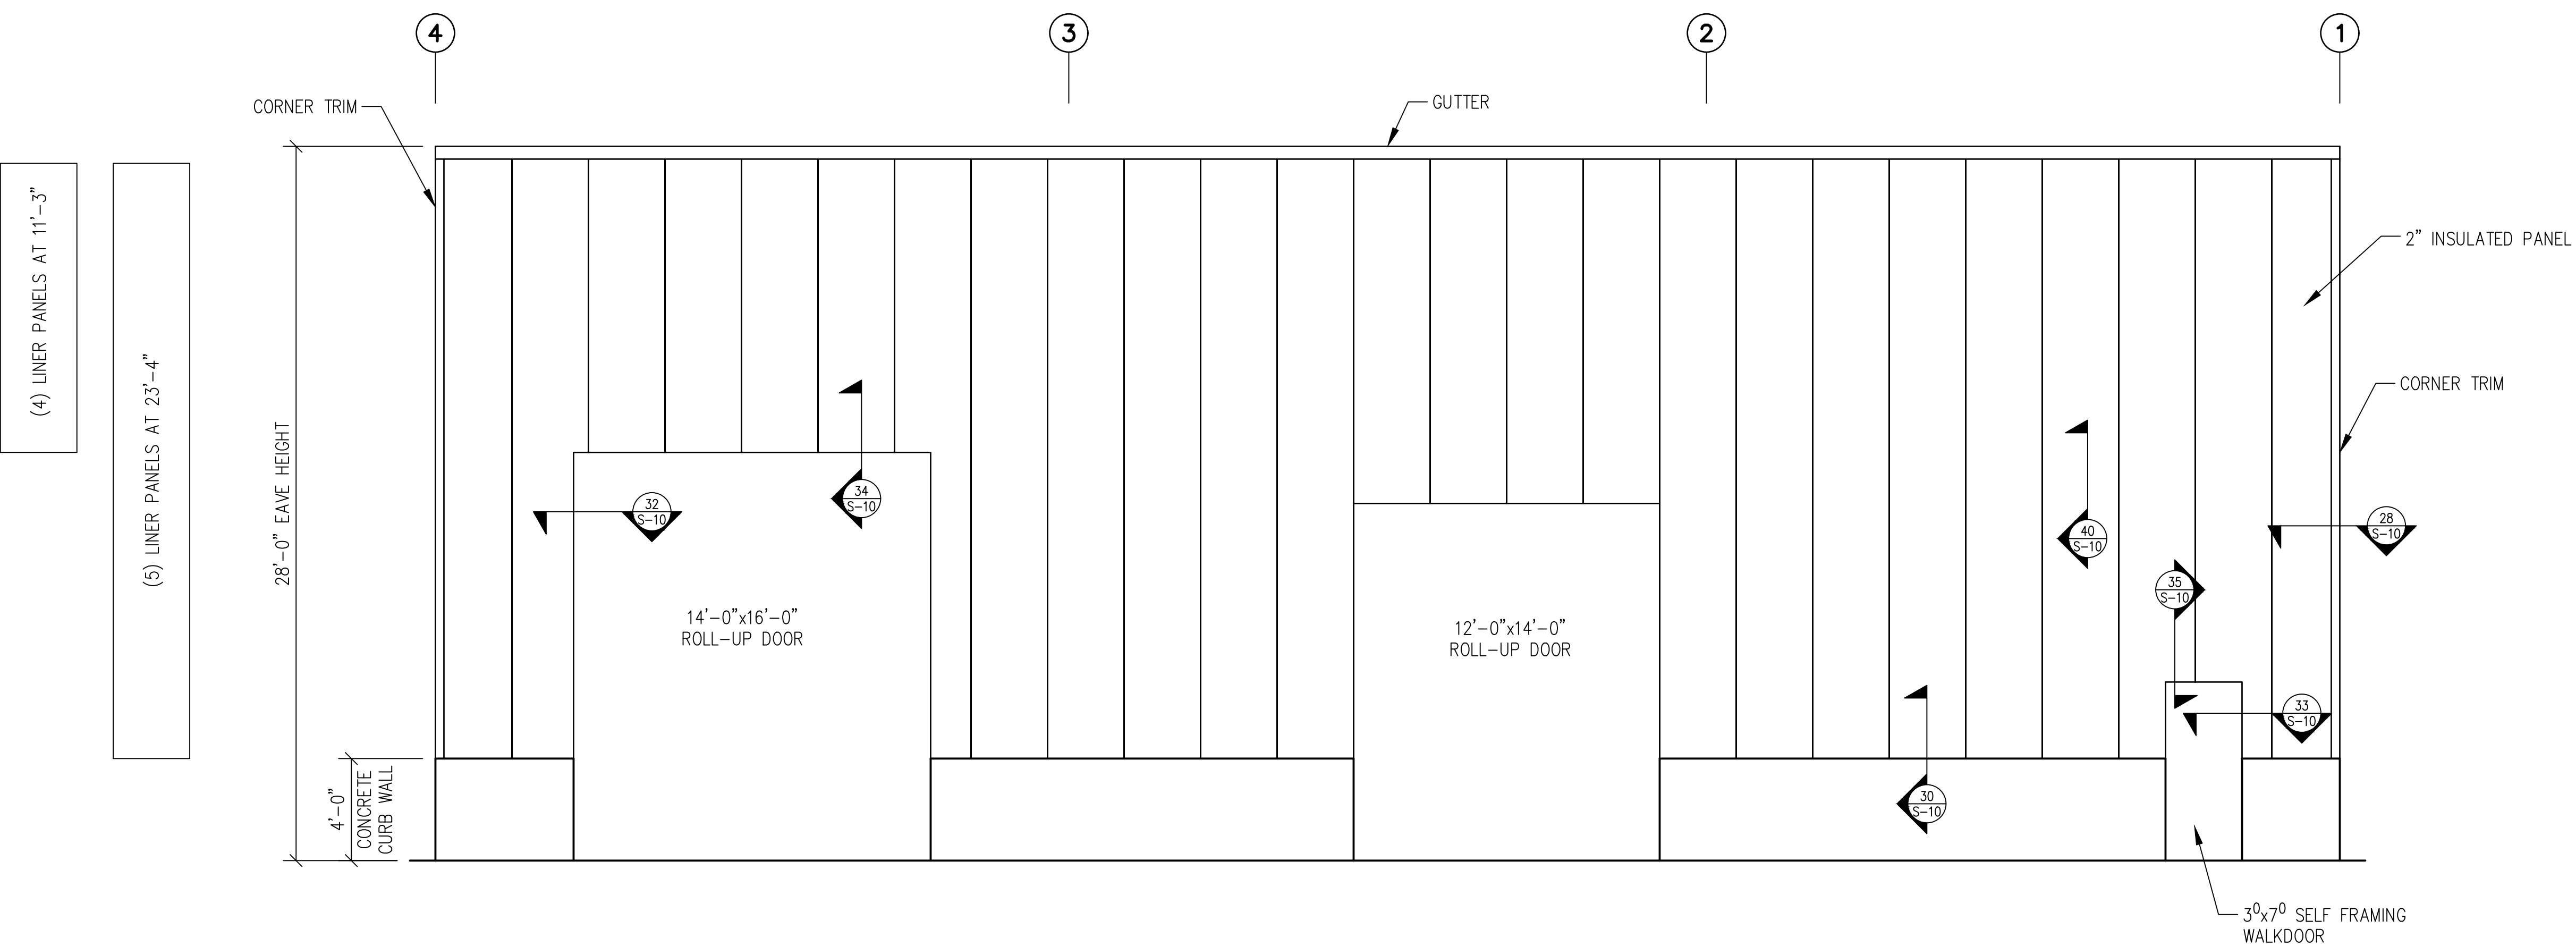 4
3
2
1
CORNER TRIM
GUTTER
(4) LINER PANELS AT 11'-3"
(5) LINER PANELS AT 23'-4"
28'-0" EAVE HEIGHT
2" INSULATED PANEL
CORNER TRIM
34
S-10
32
S-10
40
S-10
28
S-10
35
S-10
14'-0"x16'-0"
ROLL-UP DOOR
12'-0"x14'-0"
ROLL-UP DOOR
33
S-10
4'-0"
CONCRETE
CURB WALL
30
S-10
3⁰x7⁰ SELF FRAMING
WALKDOOR